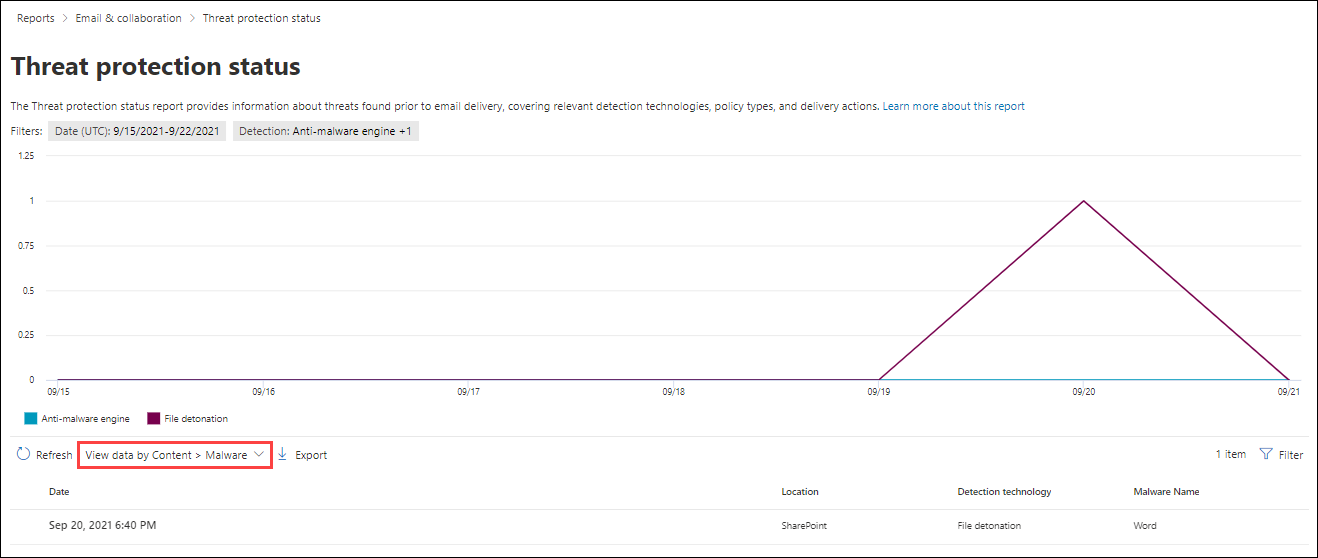 Reports > Email & collaboration > Threat protection status
Threat protection status
The Threat protection status report provides information about threats found prior to email delivery, covering relevant detection technologies, policy types, and delivery actions. Learn more about this report
Filters: Date (UTC): 9/15/2021-9/22/2021 Detection: Anti-malware engine +1
1.25
1
0.75
0.5
0.25
0
09/15 09/16 09/17 09/18 09/19 09/20 09/21
Anti-malware engine File detonation
Refresh View data by Content > Malware Export 1 item Filter
Date Location Detection technology Malware Name
Sep 20, 2021 6:40 PM SharePoint File detonation Word